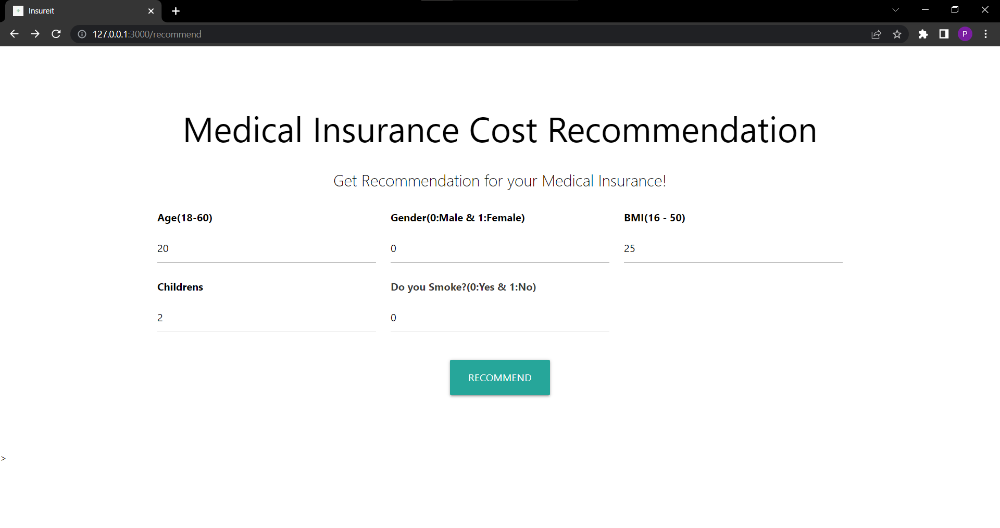 Insureit
127.0.0.1:3000/recommend
P
Medical Insurance Cost Recommendation
Get Recommendation for your Medical Insurance!
Age(18-60)
Gender(0:Male & 1:Female)
BMI(16 - 50)
20
0
25
Childrens
Do you Smoke?(0:Yes & 1:No)
2
0
RECOMMEND
>